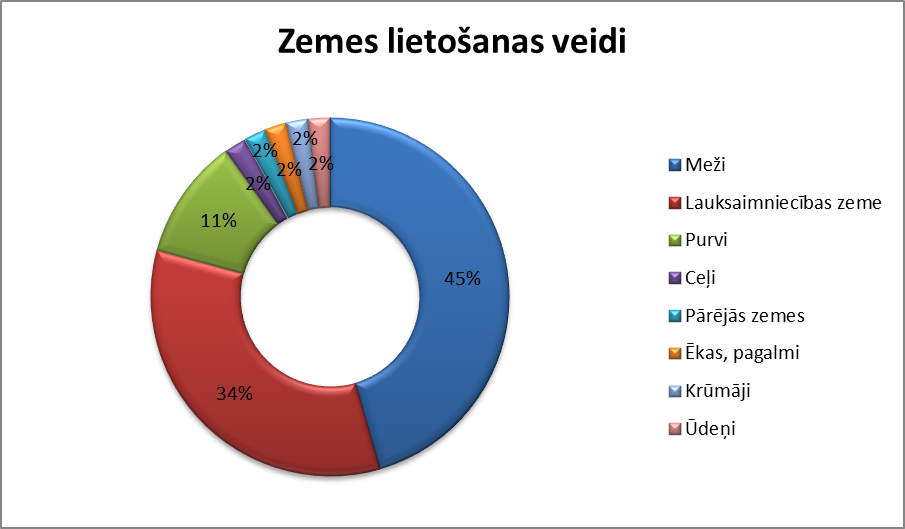 Zemes lietošanas veidi
45%
34%
11%
2%
2%
2%
2%
2%
Meži
Lauksaimniecības zeme
Purvi
Ceļi
Pārējās zemes
Ēkas, pagalmi
Krūmāji
Ūdeņi